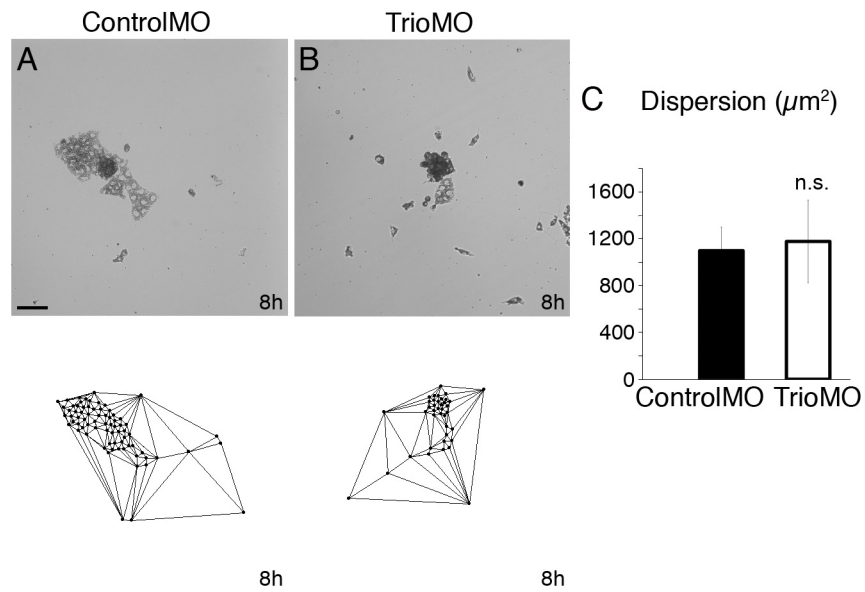 ControlMO
TrioMO
A
B
8h
8h
C Dispersion (µm²)
n.s.
1600
1200
800
400
0
ControlMO TrioMO
8h
8h